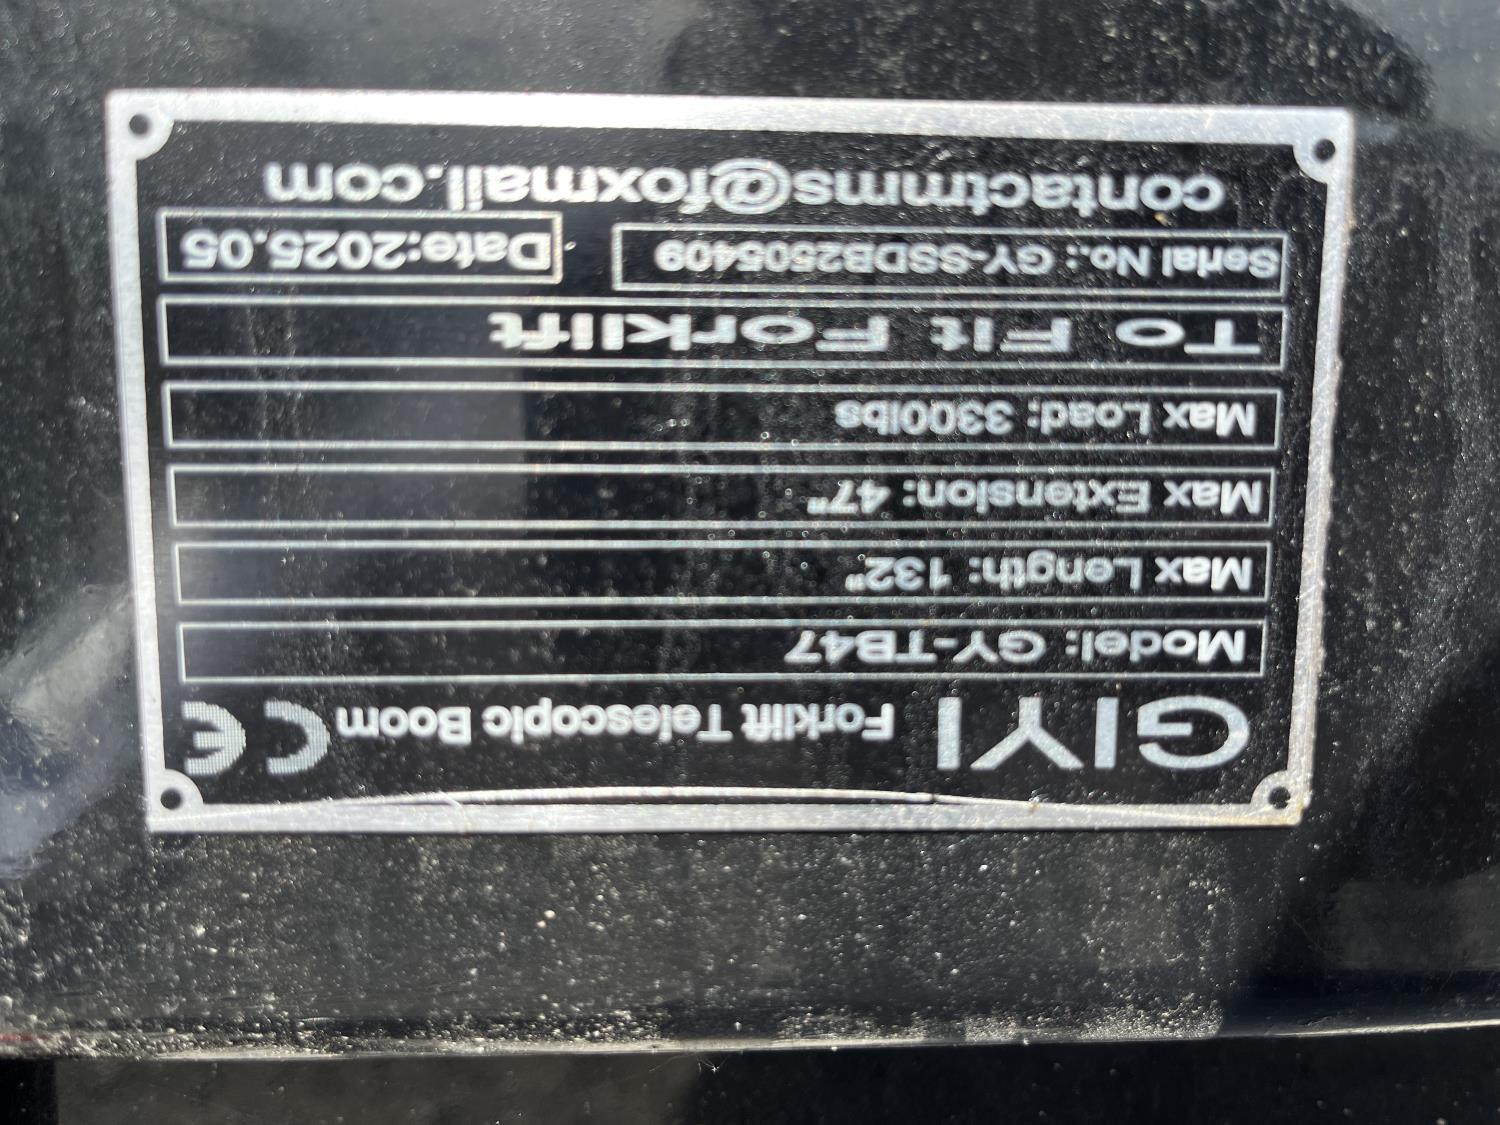 GIYI Forklift Telescopic Boom CE
Model: GY-TB47
Max Length: 132"
Max Extension: 47"
Max Load: 3300lbs
To Fit Forklift
Serial No.: GY-SSDB2505409 Date:2025.05
contactmms@foxmail.com